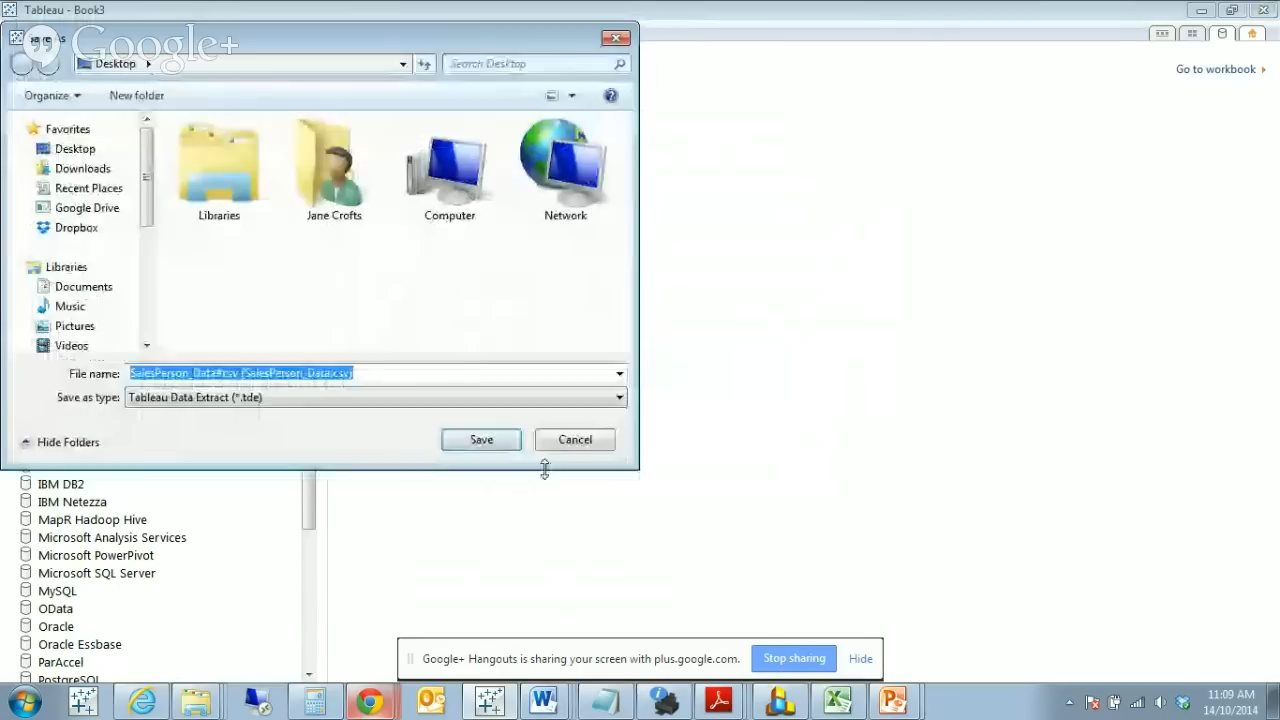 Tableau - Book3
Google+
Desktop
Search Desktop
Go to workbook
Organize
New folder
Favorites
Desktop
Downloads
Recent Places
Google Drive
Dropbox
Libraries
Documents
Music
Pictures
Videos
Libraries
Jane Crofts
Computer
Network
File name:
SalesPerson_Data#csv (SalesPerson_Data.csv)
Save as type:
Tableau Data Extract (*.tde)
Hide Folders
Save
Cancel
IBM DB2
IBM Netezza
MapR Hadoop Hive
Microsoft Analysis Services
Microsoft PowerPivot
Microsoft SQL Server
MySQL
OData
Oracle
Oracle Essbase
ParAccel
PostgreSQL
Google+ Hangouts is sharing your screen with plus.google.com.
Stop sharing
Hide
11:09 AM
14/10/2014